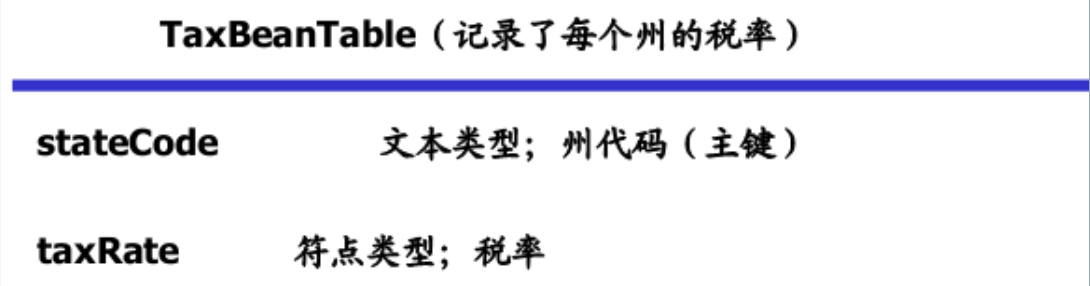 TaxBeanTable（记录了每个州的税率）
stateCode 文本类型；州代码（主键）
taxRate 符点类型；税率